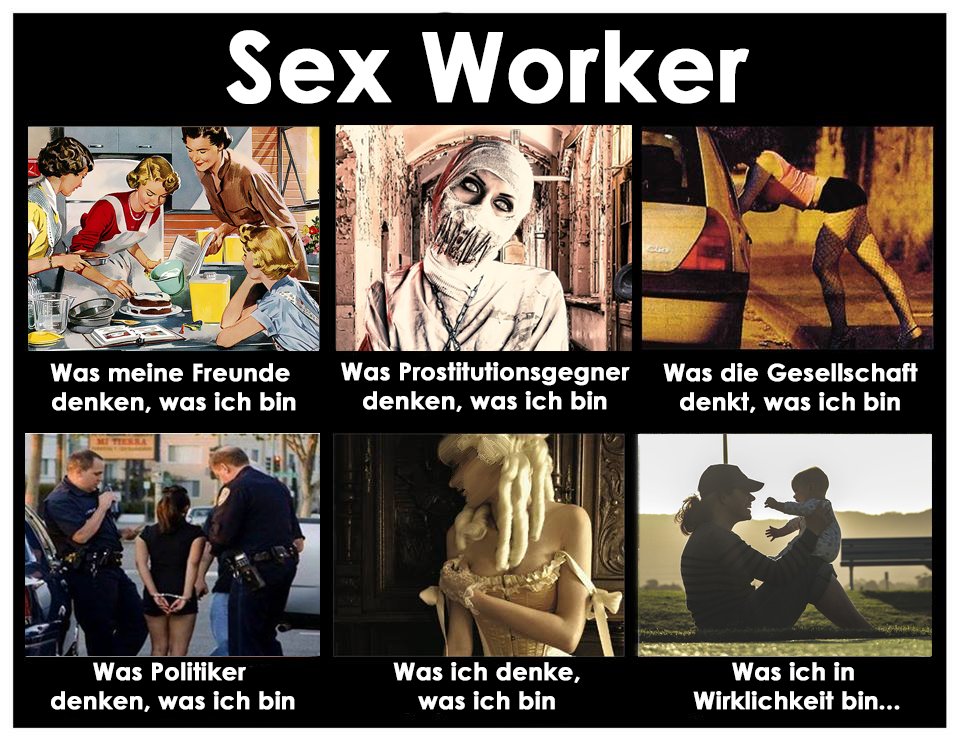 Sex Worker
Was meine Freunde
denken, was ich bin
Was Prostitutionsgegner
denken, was ich bin
Was die Gesellschaft
denkt, was ich bin
MI TIERRA
Was Politiker
denken, was ich bin
Was ich denke,
was ich bin
Was ich in
Wirklichkeit bin...